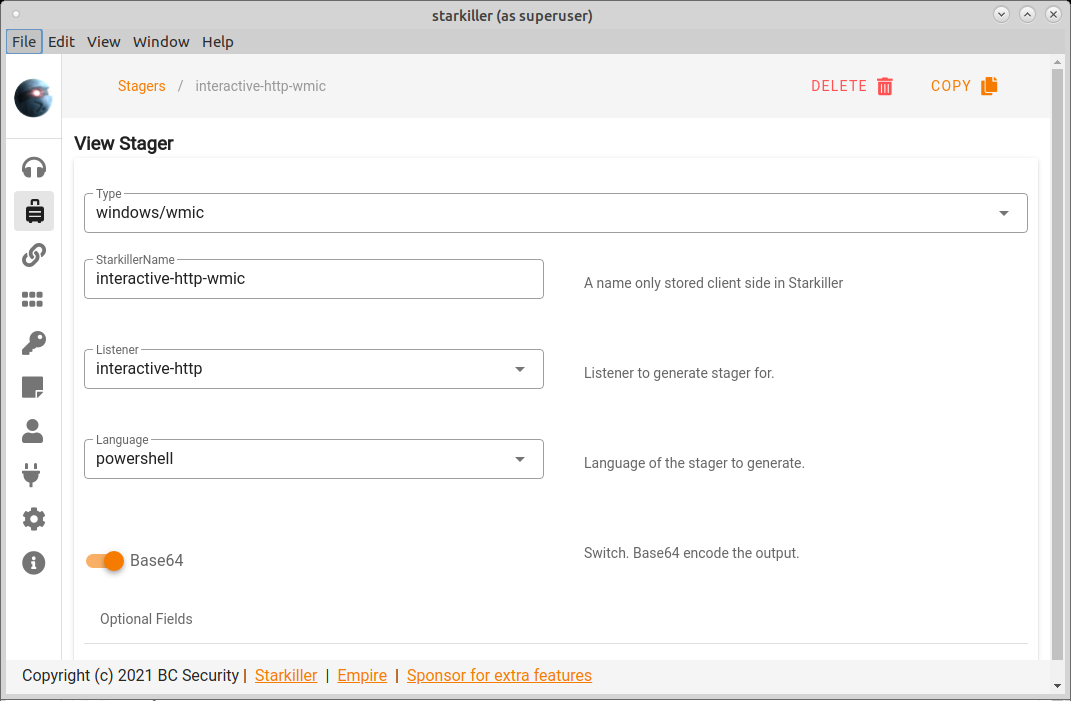 starkiller (as superuser)
File Edit View Window Help
Stagers / interactive-http-wmic DELETE COPY
View Stager
Type
windows/wmic
StarkillerName
interactive-http-wmic
A name only stored client side in Starkiller
Listener
interactive-http
Listener to generate stager for.
Language
powershell
Language of the stager to generate.
Base64
Switch. Base64 encode the output.
Optional Fields
Copyright (c) 2021 BC Security | Starkiller | Empire | Sponsor for extra features